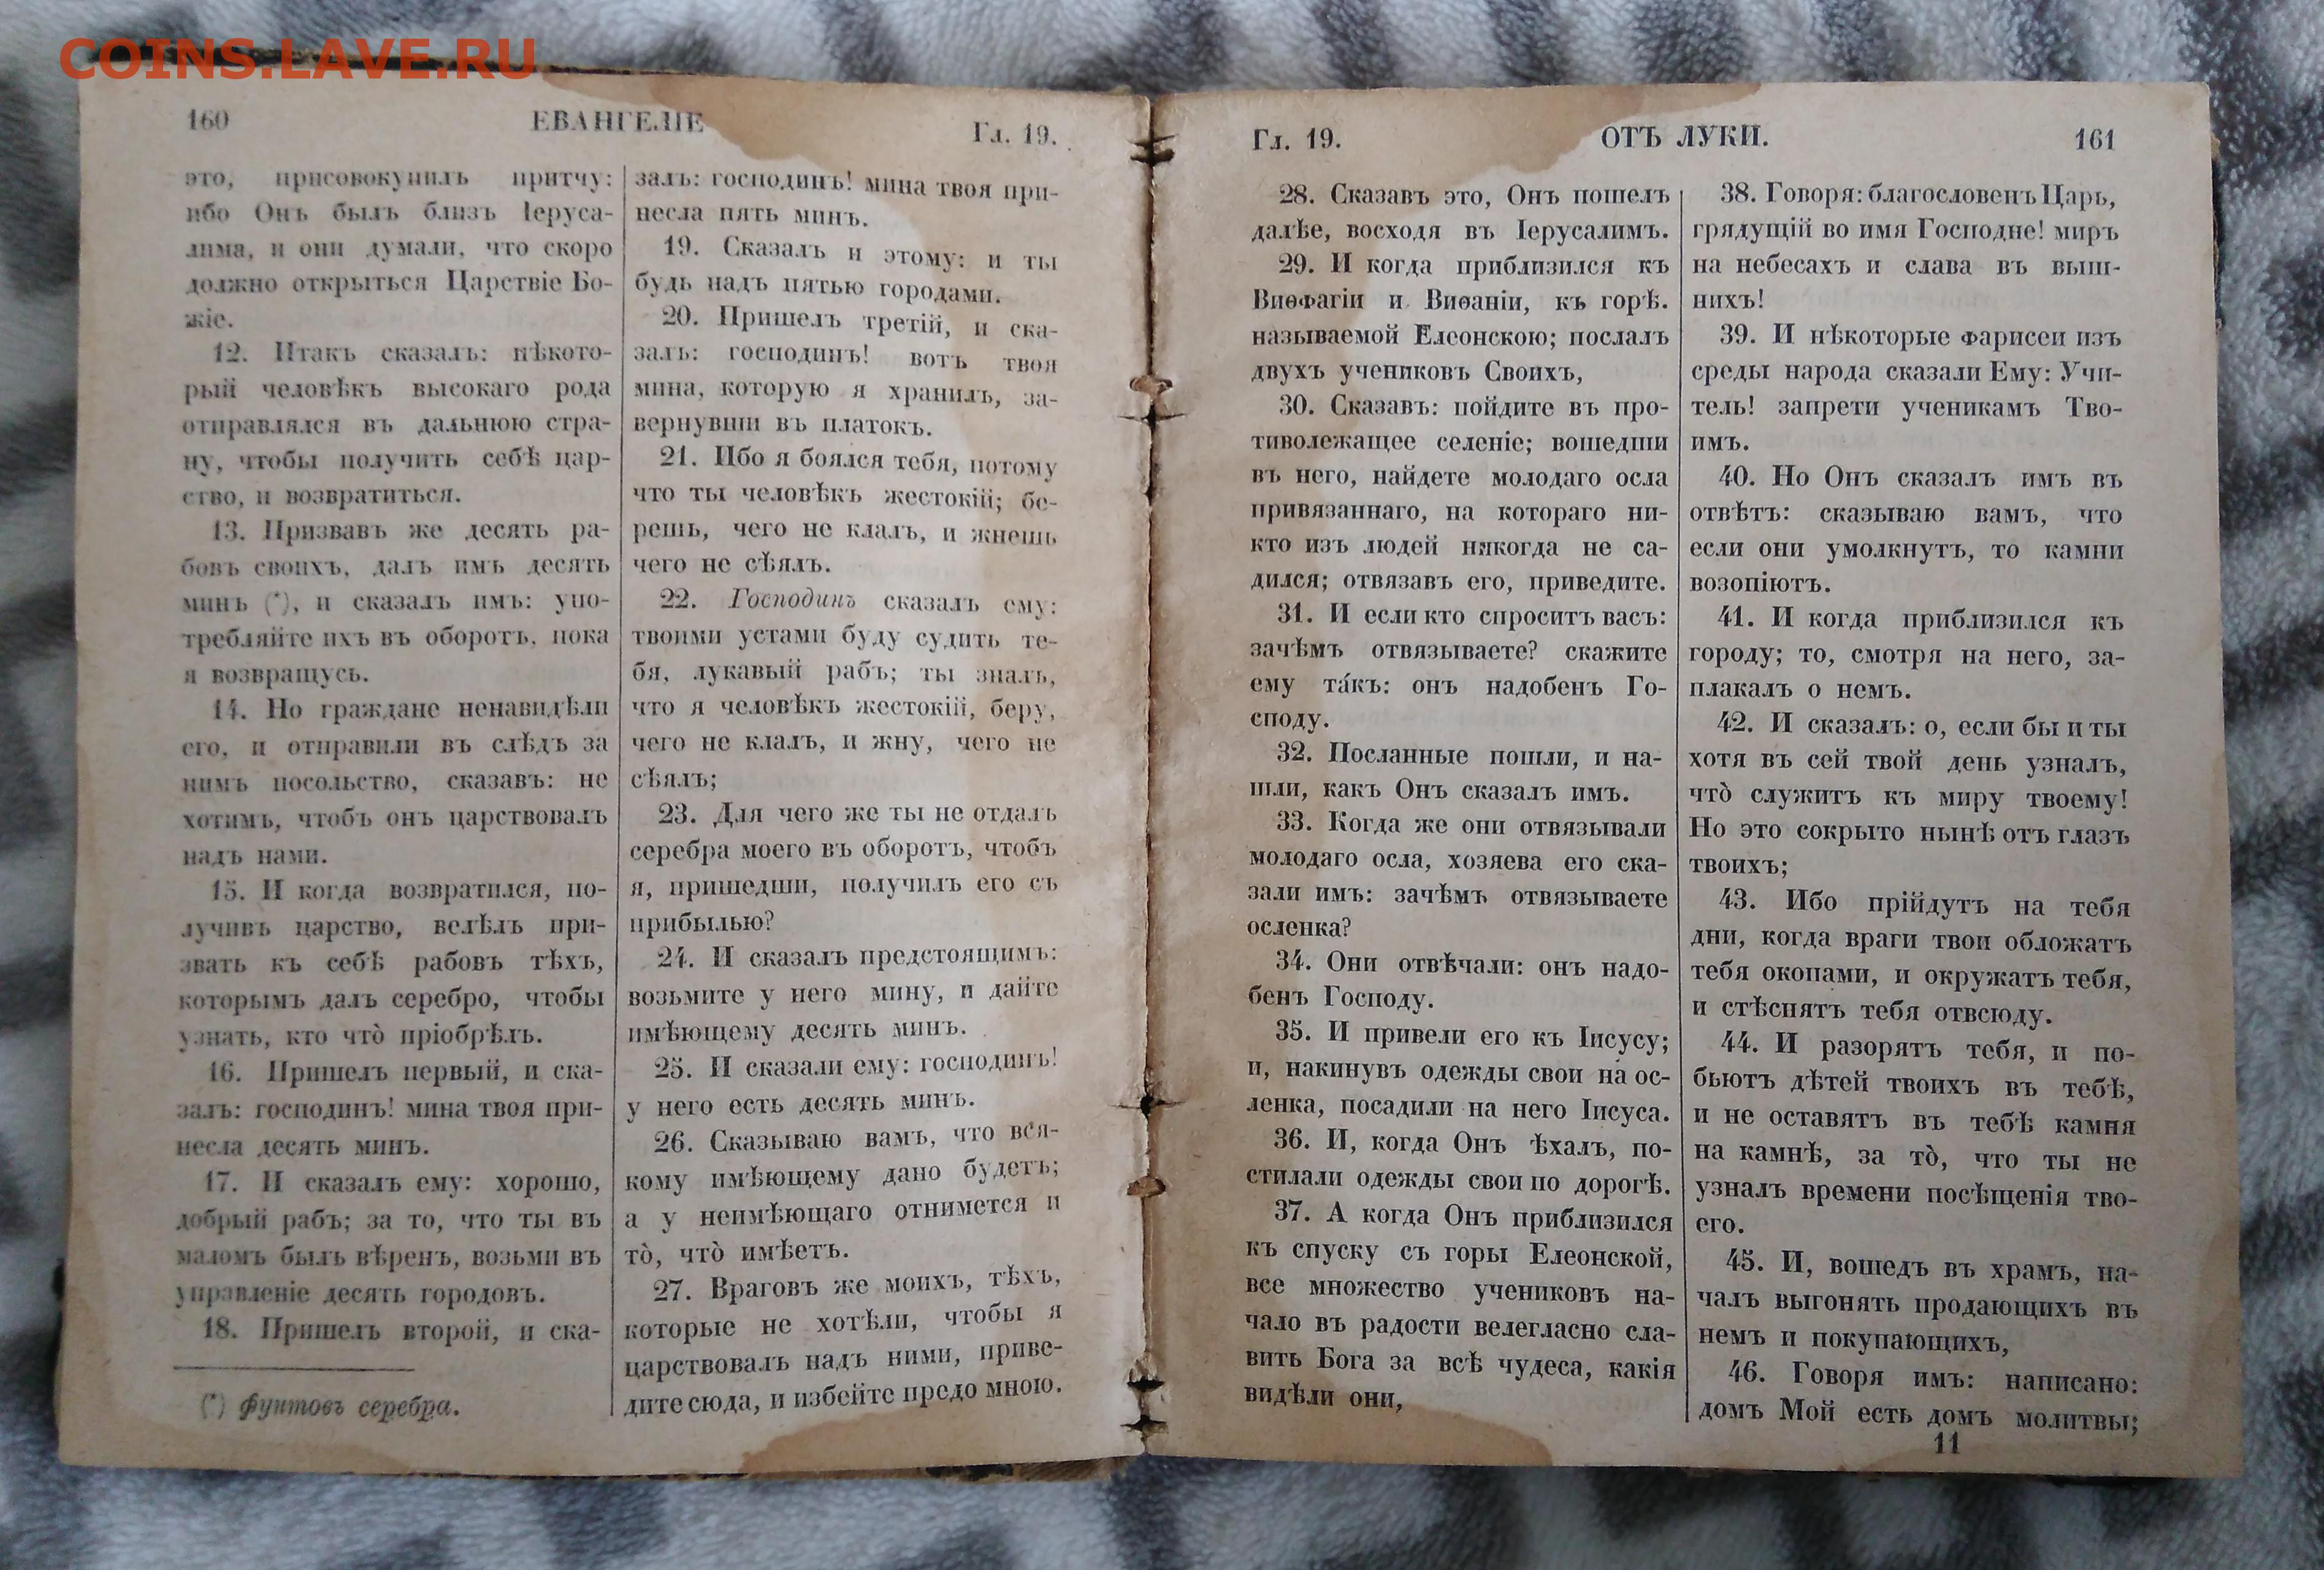 COINS.LAVE.RU
160
ЕВАНГЕЛІЕ
Гл. 19.
это, присовокупилъ притчу:
ибо Онъ былъ близъ Іеруса-
лима, и они думали, что скоро
должно открыться Царствіе Бо-
жіе.
12. Итакъ сказалъ: нѣкото-
рый человѣкъ высокаго рода
отправлялся въ дальнюю стра-
ну, чтобы получить себѣ цар-
ство, и возвратиться.
13. Призвавъ же десять ра-
бовъ своихъ, далъ имъ десять
минъ (*), и сказалъ имъ: упо-
требляйте ихъ въ оборотъ, пока
я возвращусь.
14. Но граждане ненавидѣли
его, и отправили въ слѣдъ за
нимъ посольство, сказавъ: не
хотимъ, чтобъ онъ царствовалъ
надъ нами.
15. И когда возвратился, по-
лучивъ царство, велѣлъ при-
звать къ себѣ рабовъ тѣхъ,
которымъ далъ серебро, чтобы
узнать, кто что̀ пріобрѣлъ.
16. Пришелъ первый, и ска-
залъ: господинъ! мина твоя при-
несла десять минъ.
17. И сказалъ ему: хорошо,
добрый рабъ; за то, что ты въ
маломъ былъ вѣренъ, возьми въ
управленіе десять городовъ.
18. Пришелъ второй, и ска-
(*) фунтовъ серебра.
залъ: господинъ! мина твоя при-
несла пять минъ.
19. Сказалъ и этому: и ты
будь надъ пятью городами.
20. Пришелъ третій, и ска-
залъ: господинъ! вотъ твоя
мина, которую я хранилъ, за-
вернувши въ платокъ.
21. Ибо я боялся тебя, потому
что ты человѣкъ жестокій; бе-
решь, чего не клалъ, и жнешь
чего не сѣялъ.
22. Господинъ сказалъ ему:
твоими устами буду судить те-
бя, лукавый рабъ; ты зналъ,
что я человѣкъ жестокій, беру,
чего не клалъ, и жну, чего не
сѣялъ;
23. Для чего же ты не отдалъ
серебра моего въ оборотъ, чтобъ
я, пришедши, получилъ его съ
прибылью?
24. И сказалъ предстоящимъ:
возьмите у него мину, и дайте
имѣющему десять минъ.
25. И сказали ему: господинъ!
у него есть десять минъ.
26. Сказываю вамъ, что вся-
кому имѣющему дано будетъ;
а у неимѣющаго отнимется и
то̀, что̀ имѣетъ.
27. Враговъ же моихъ, тѣхъ,
которые не хотѣли, чтобы я
царствовалъ надъ ними, приве-
дите сюда, и избейте предо мною.
Гл. 19.
ОТЪ ЛУКИ.
161
28. Сказавъ это, Онъ пошелъ
далѣе, восходя въ Іерусалимъ.
29. И когда приблизился къ
Виѳфагіи и Виѳаніи, къ горѣ.
называемой Елеонскою; послалъ
двухъ учениковъ Своихъ,
30. Сказавъ: пойдите въ про-
тиволежащее селеніе; вошедши
въ него, найдете молодаго осла
привязаннаго, на котораго ни-
кто изъ людей никогда не са-
дился; отвязавъ его, приведите.
31. И если кто спроситъ васъ:
зачѣмъ отвязываете? скажите
ему та́къ: онъ надобенъ Го-
споду.
32. Посланные пошли, и на-
шли, какъ Онъ сказалъ имъ.
33. Когда же они отвязывали
молодаго осла, хозяева его ска-
зали имъ: зачѣмъ отвязываете
осленка?
34. Они отвѣчали: онъ надо-
бенъ Господу.
35. И привели его къ Іисусу;
и, накинувъ одежды свои на́ ос-
ленка, посадили на него Іисуса.
36. И, когда Онъ ѣхалъ, по-
стилали одежды свои по дорогѣ.
37. А когда Онъ приблизился
къ спуску съ горы Елеонской,
все множество учениковъ на-
чало въ радости велегласно сла-
вить Бога за всѣ чудеса, какія
видѣли они,
38. Говоря: благословенъ Царь,
грядущій во имя Господне! миръ
на небесахъ и слава въ выш-
нихъ!
39. И нѣкоторые фарисеи изъ
среды народа сказали Ему: Учи-
тель! запрети ученикамъ Тво-
имъ.
40. Но Онъ сказалъ имъ въ
отвѣтъ: сказываю вамъ, что
если они умолкнутъ, то камни
возопіютъ.
41. И когда приблизился къ
городу; то, смотря на него, за-
плакалъ о немъ.
42. И сказалъ: о, если бы и ты
хотя въ сей твой день узналъ,
что̀ служитъ къ миру твоему!
Но это сокрыто нынѣ отъ глазъ
твоихъ;
43. Ибо прійдутъ на тебя
дни, когда враги твои обложатъ
тебя окопами, и окружатъ тебя,
и стѣснятъ тебя отвсюду.
44. И разорятъ тебя, и по-
бьютъ дѣтей твоихъ въ тебѣ,
и не оставятъ въ тебѣ камня
на камнѣ, за то̀, что ты не
узналъ времени посѣщенія тво-
его.
45. И, вошедъ въ храмъ, на-
чалъ выгонять продающихъ въ
немъ и покупающихъ,
46. Говоря имъ: написано:
домъ Мой есть домъ молитвы;
11